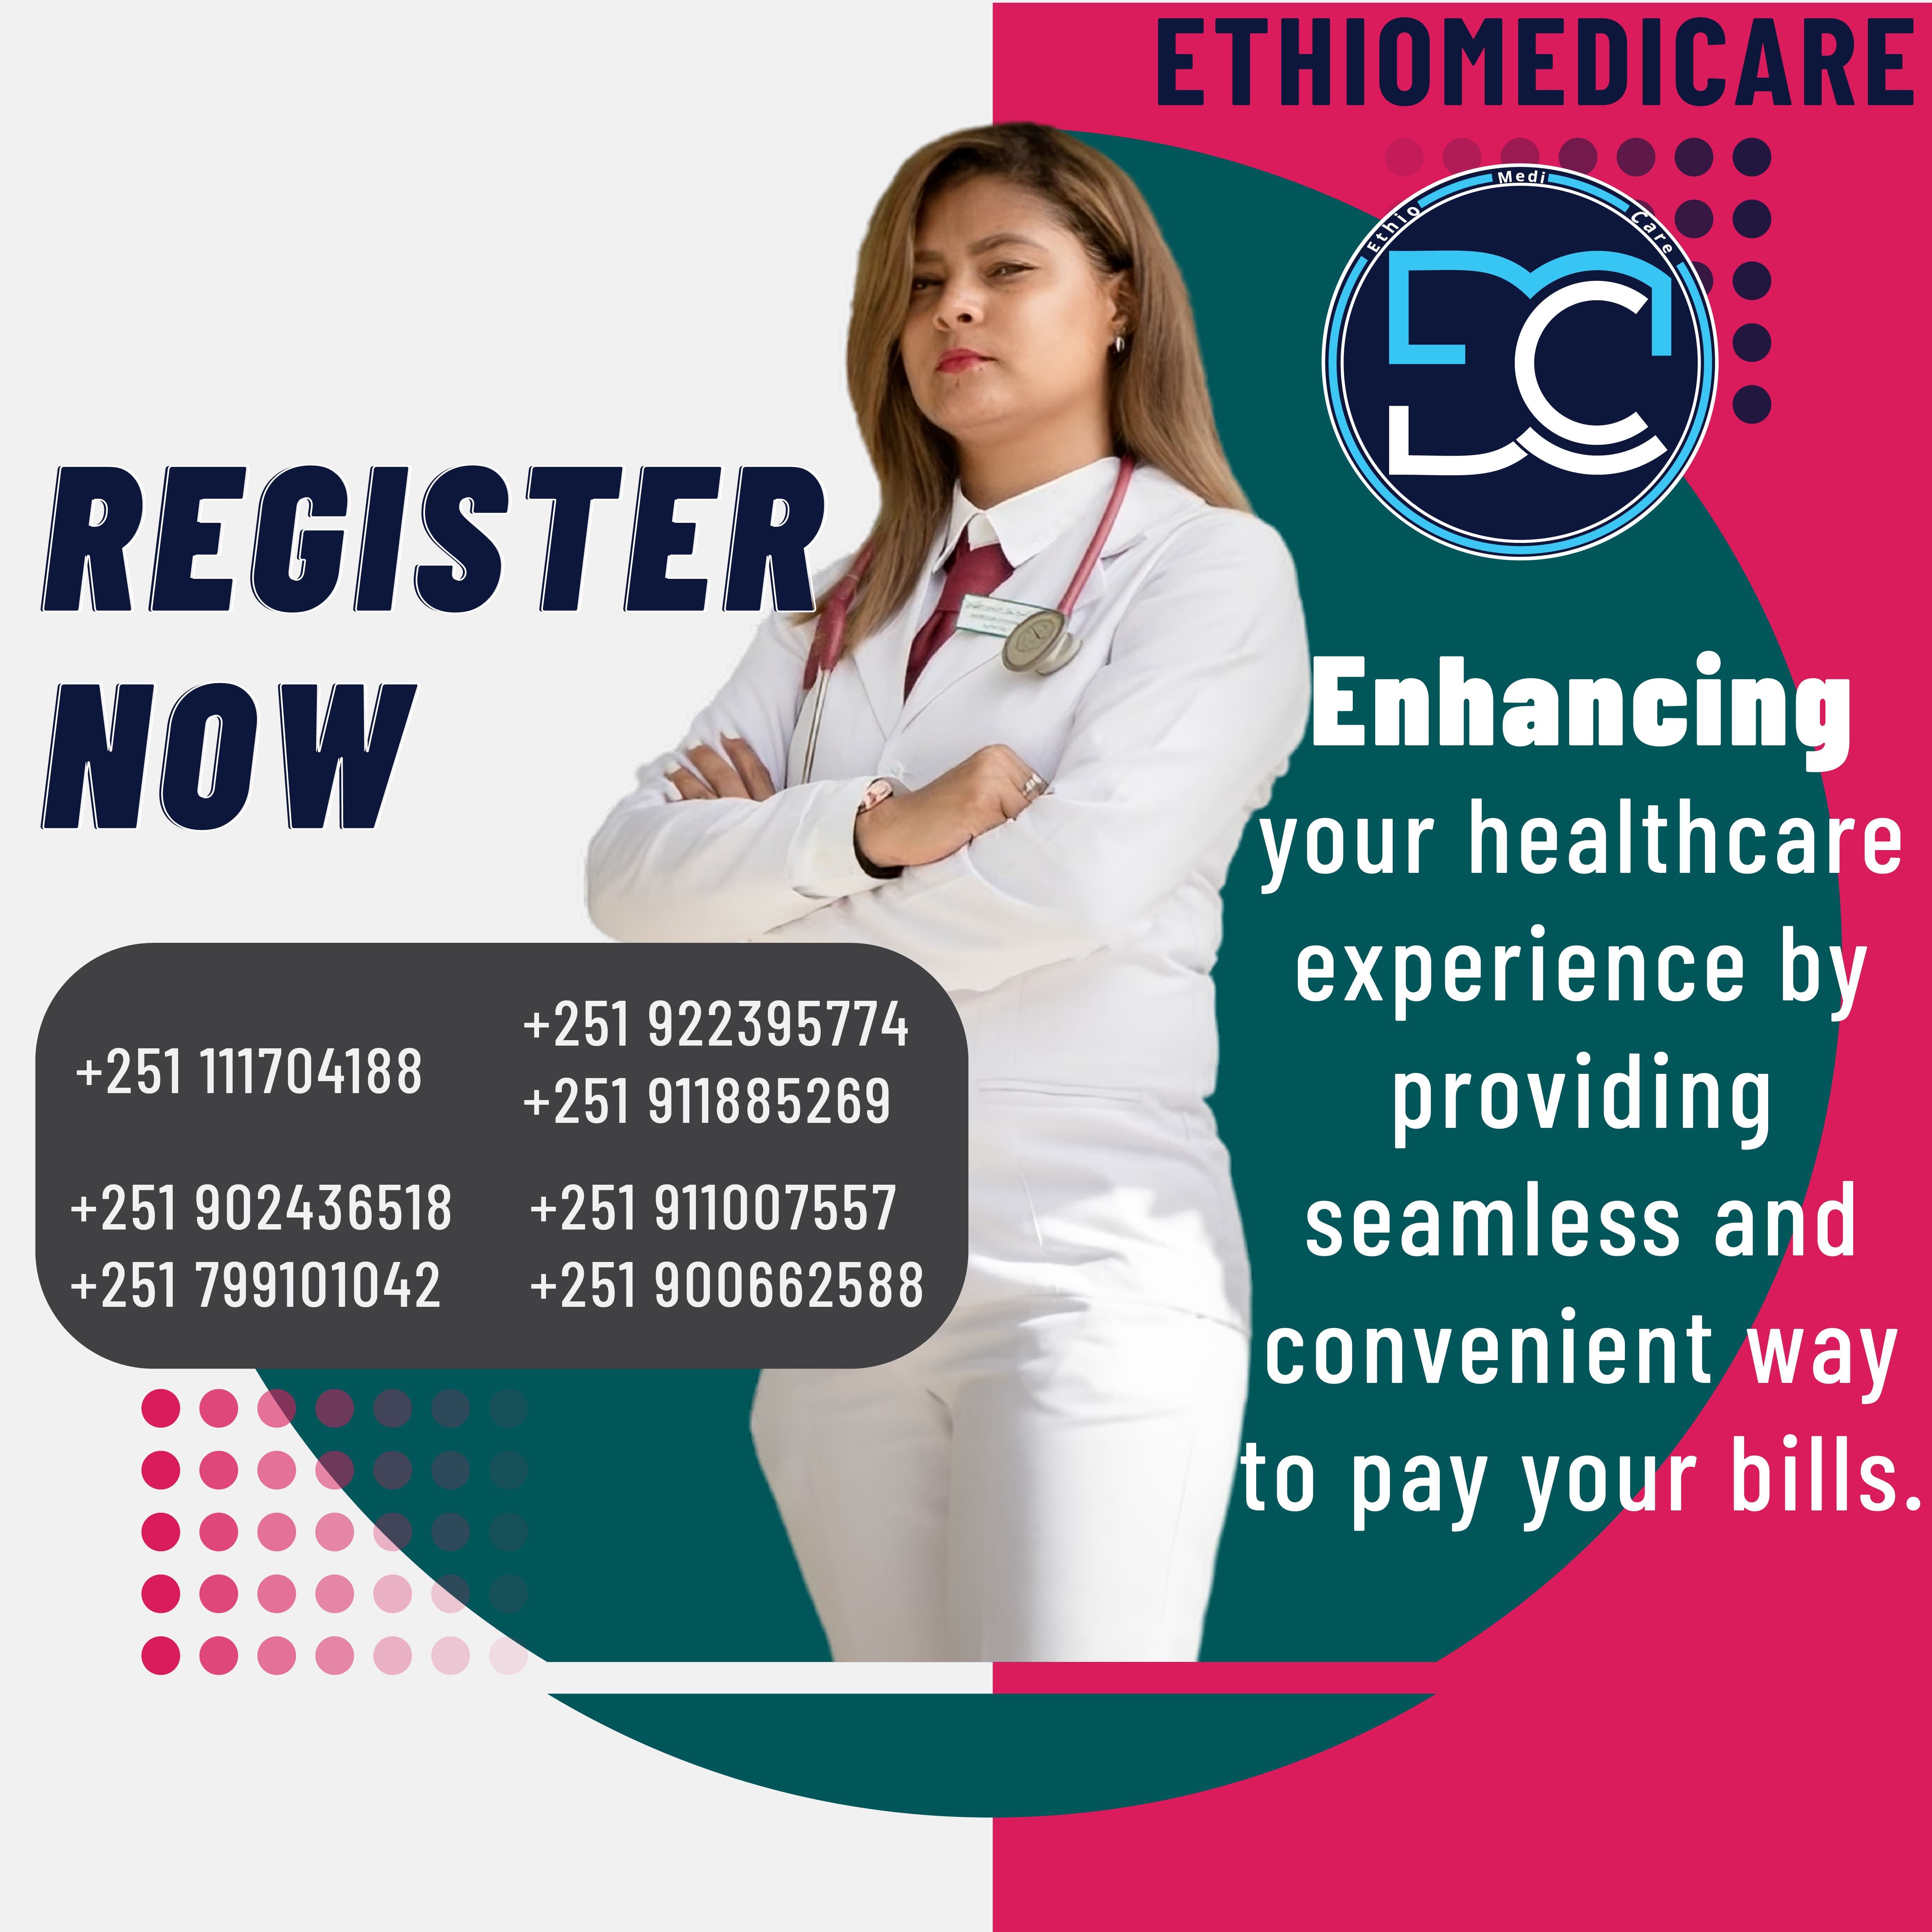 ETHIOMEDICARE
Ethio Medi Care
REGISTER
NOW
Enhancing
your healthcare
experience by
providing
seamless and
convenient way
to pay your bills.
+251 111704188
+251 922395774
+251 911885269
+251 902436518
+251 799101042
+251 911007557
+251 900662588